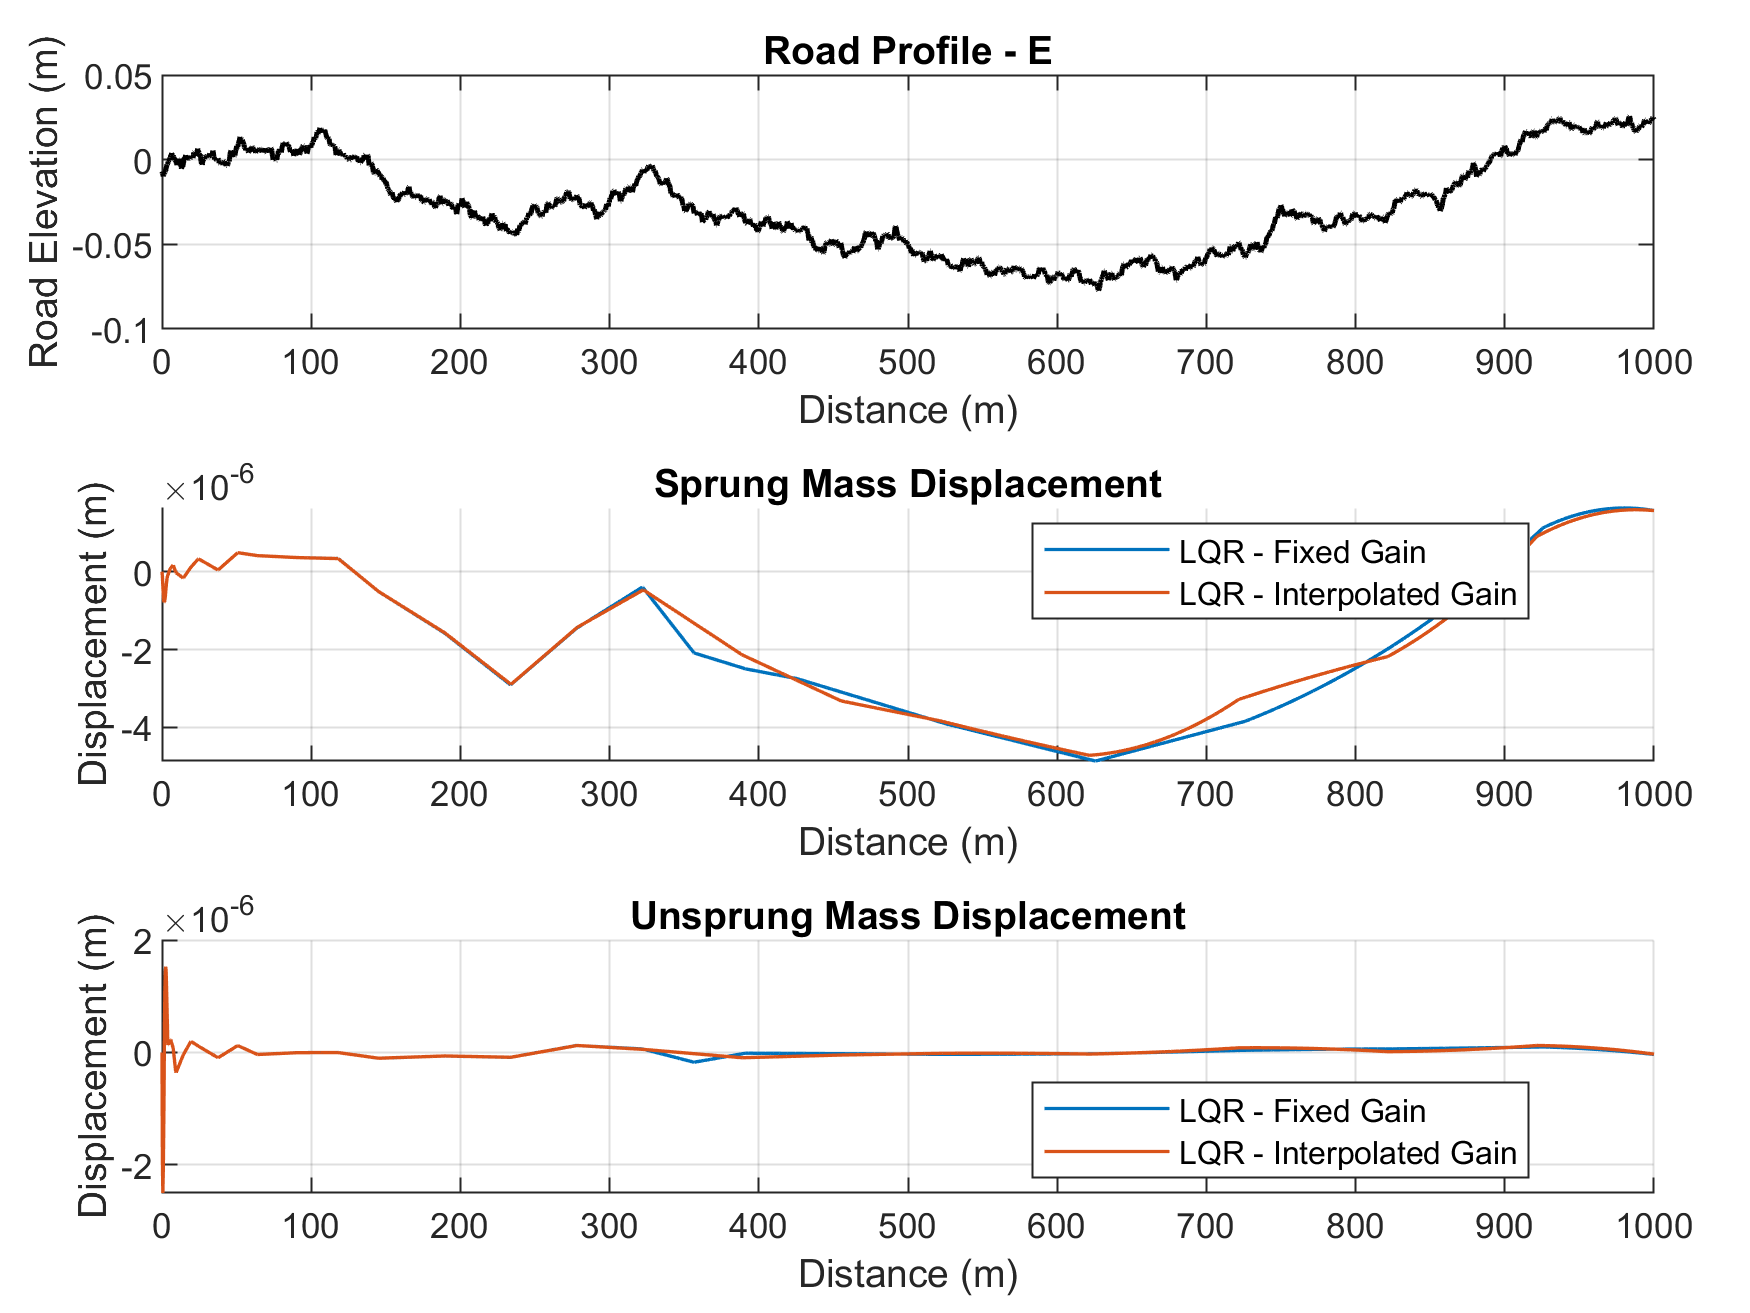 Road Profile - E
Road Elevation (m)
0.05
0
-0.05
-0.1
0 100 200 300 400 500 600 700 800 900 1000
Distance (m)
×10-6
Sprung Mass Displacement
Displacement (m)
0
-2
-4
LQR - Fixed Gain
LQR - Interpolated Gain
0 100 200 300 400 500 600 700 800 900 1000
Distance (m)
×10-6
Unsprung Mass Displacement
Displacement (m)
2
0
-2
LQR - Fixed Gain
LQR - Interpolated Gain
0 100 200 300 400 500 600 700 800 900 1000
Distance (m)